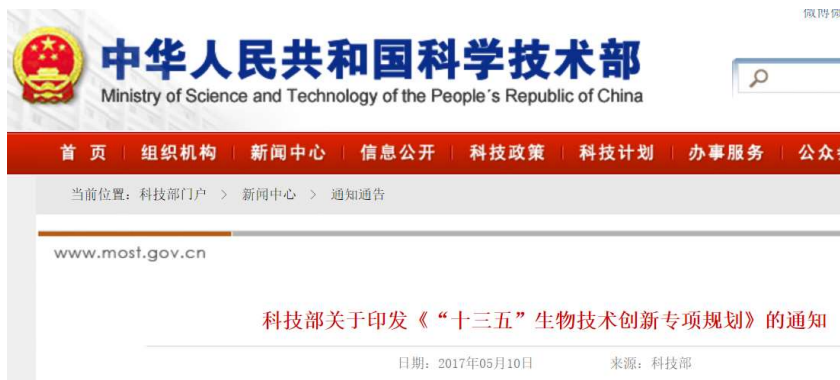 中华人民共和国科学技术部
Ministry of Science and Technology of the People's Republic of China
首 页 | 组织机构 | 新闻中心 | 信息公开 | 科技政策 | 科技计划 | 办事服务 | 公众
当前位置：科技部门户 > 新闻中心 > 通知通告
www.most.gov.cn
科技部关于印发《“十三五”生物技术创新专项规划》的通知
日期：2017年05月10日 来源：科技部